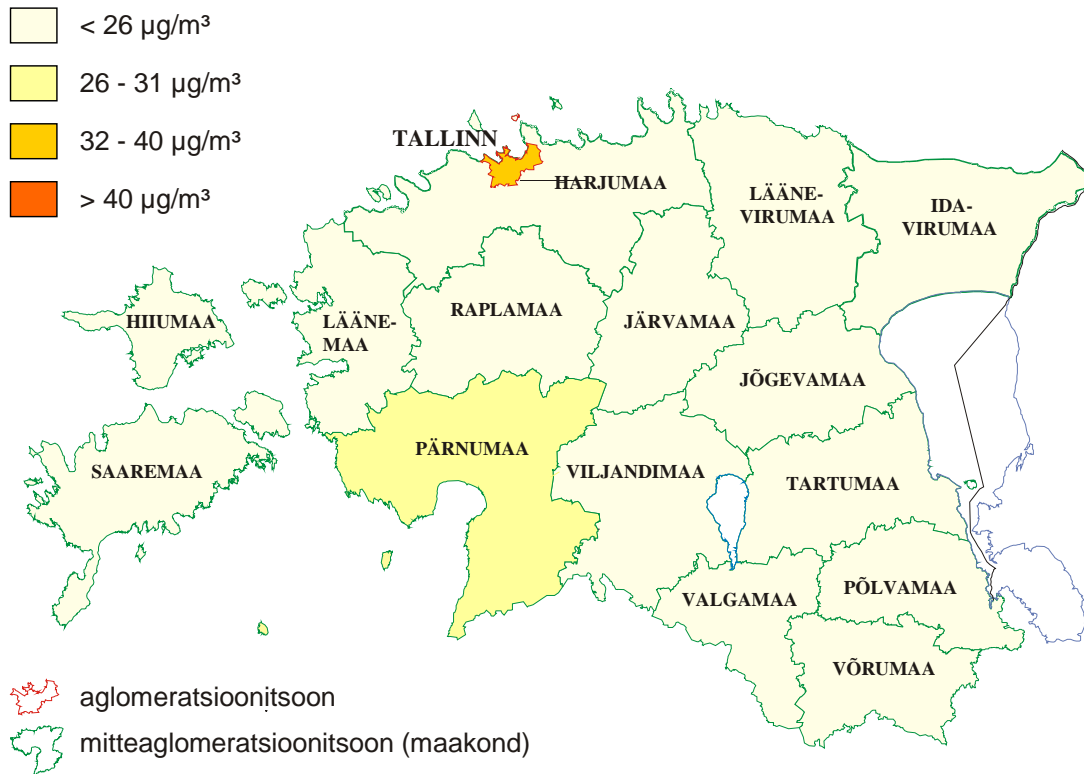 < 26 µg/m³
26 - 31 µg/m³
32 - 40 µg/m³
> 40 µg/m³
TALLINN
HARJUMAA
LÄÄNE-
VIRUMAA
IDA-
VIRUMAA
HIIUMAA
LÄÄNE-
MAA
RAPLAMAA
JÄRVAMAA
JÕGEVAMAA
SAAREMAA
PÄRNUMAA
VILJANDIMAA
TARTUMAA
VALGAMAA
PÕLVAMAA
VÕRUMAA
aglomeratsioonitsoon
mitteaglomeratsioonitsoon (maakond)